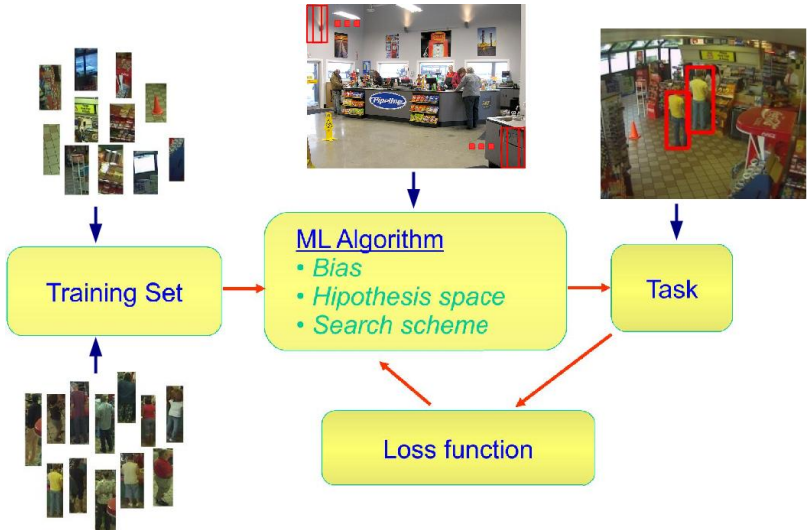 ML Algorithm
• Bias
• Hipothesis space
• Search scheme
Training Set
Task
Loss function